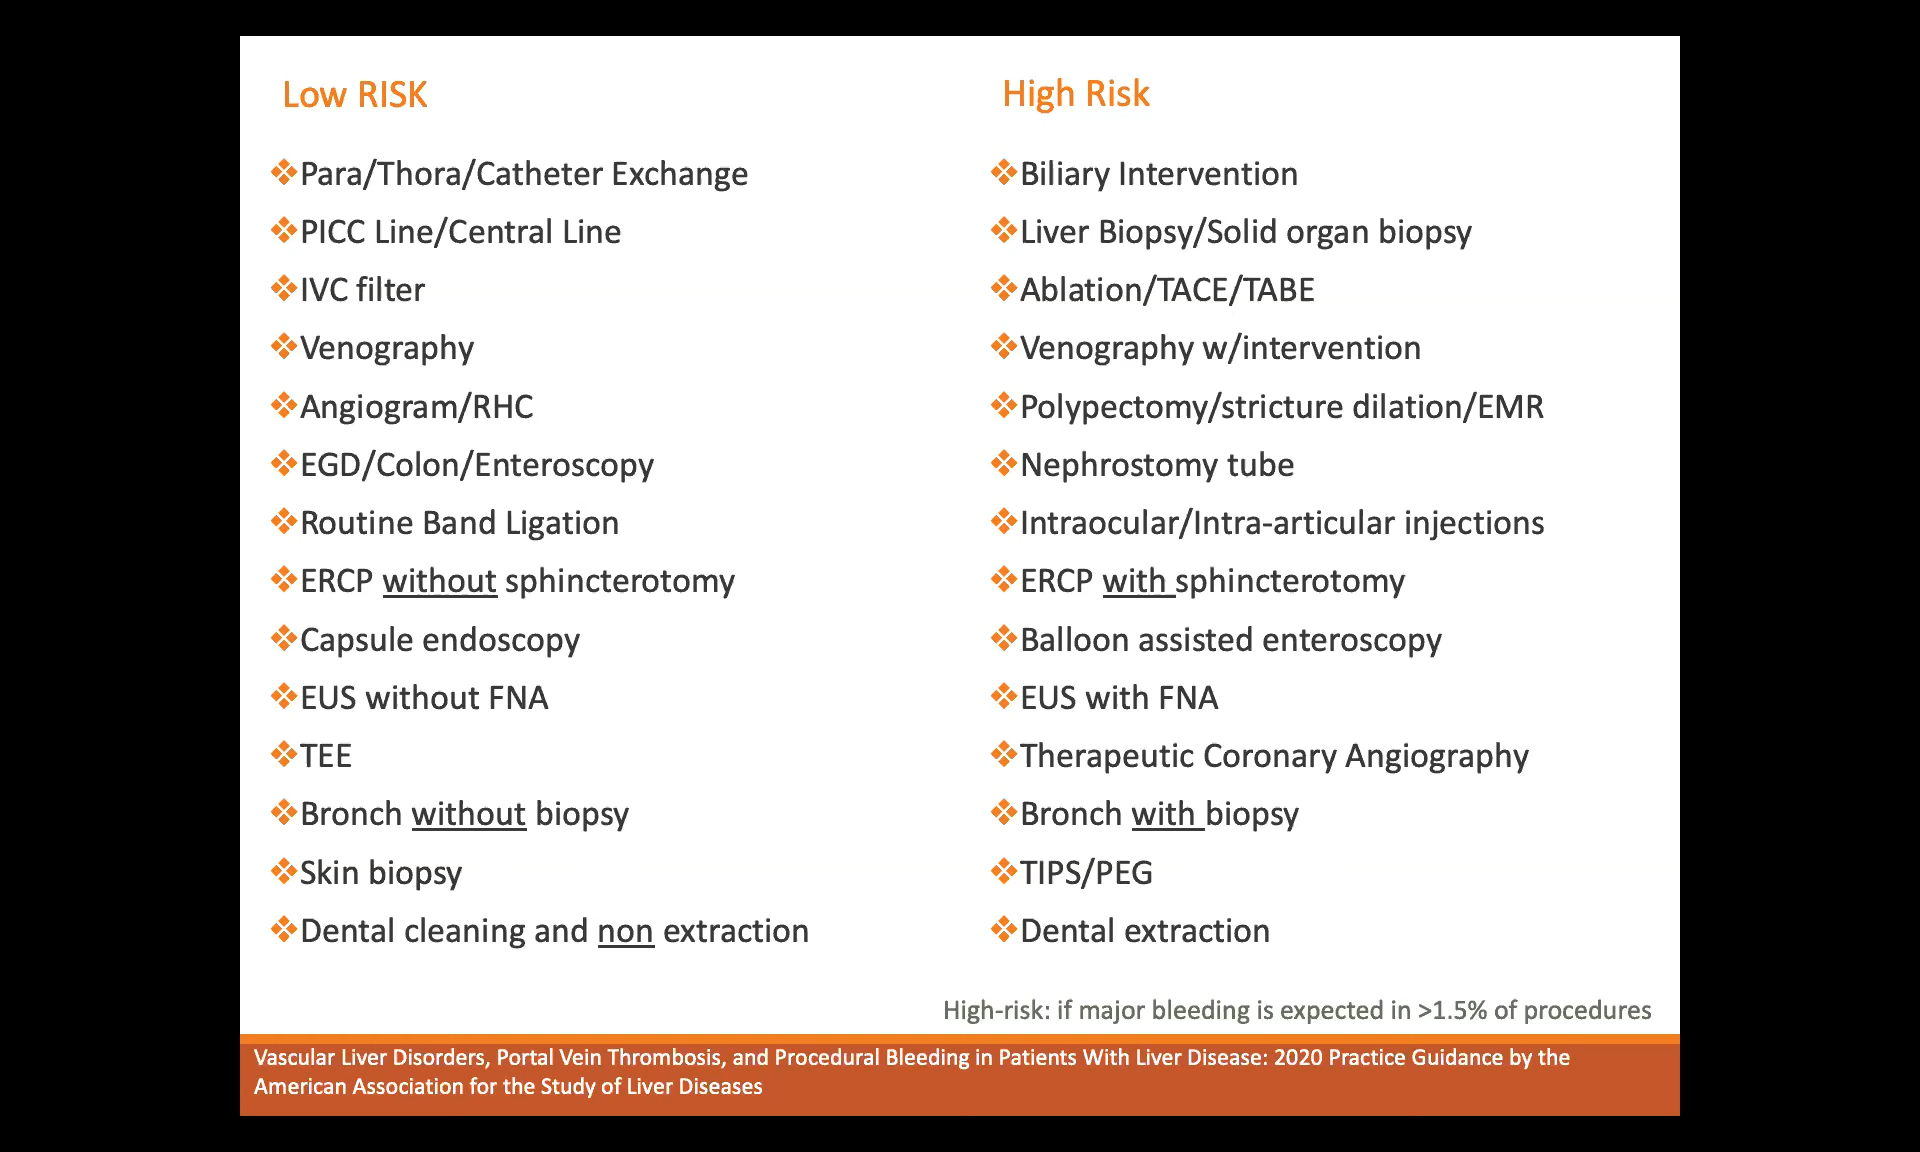 Low RISK
Para/Thora/Catheter Exchange
PICC Line/Central Line
IVC filter
Venography
Angiogram/RHC
EGD/Colon/Enteroscopy
Routine Band Ligation
ERCP without sphincterotomy
Capsule endoscopy
EUS without FNA
TEE
Bronch without biopsy
Skin biopsy
Dental cleaning and non extraction
High Risk
Biliary Intervention
Liver Biopsy/Solid organ biopsy
Ablation/TACE/TABE
Venography w/intervention
Polypectomy/stricture dilation/EMR
Nephrostomy tube
Intraocular/Intra-articular injections
ERCP with sphincterotomy
Balloon assisted enteroscopy
EUS with FNA
Therapeutic Coronary Angiography
Bronch with biopsy
TIPS/PEG
Dental extraction
High-risk: if major bleeding is expected in >1.5% of procedures
Vascular Liver Disorders, Portal Vein Thrombosis, and Procedural Bleeding in Patients With Liver Disease: 2020 Practice Guidance by the
American Association for the Study of Liver Diseases